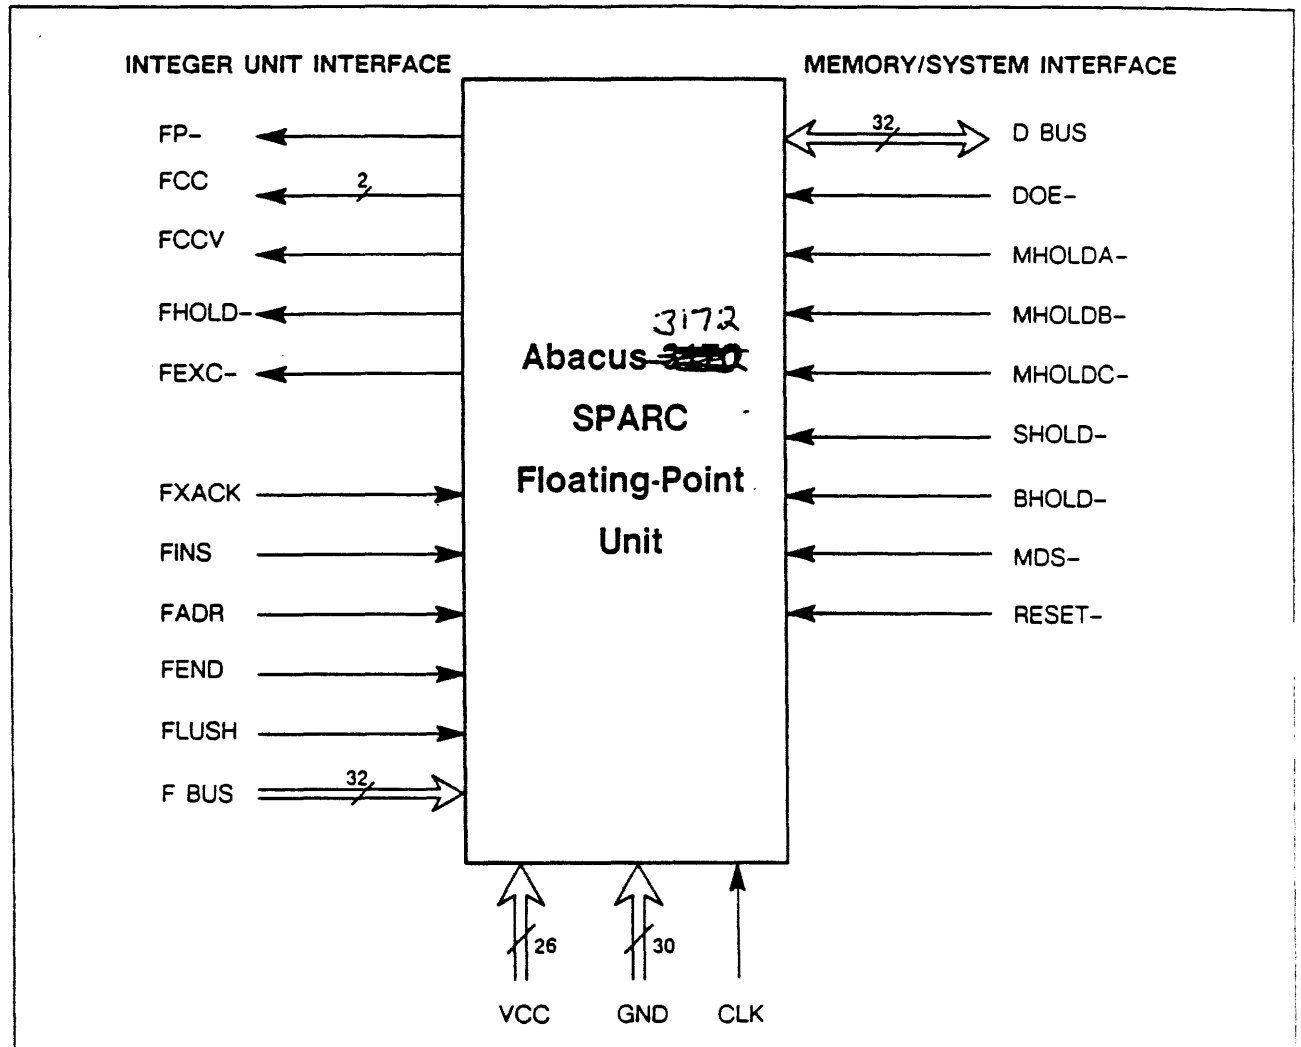 INTEGER UNIT INTERFACE
MEMORY/SYSTEM INTERFACE
FP-
FCC
2
FCCV
FHOLD-
FEXC-
FXACK
FINS
FADR
FEND
FLUSH
F BUS
32
3172
Abacus
SPARC
Floating-Point
Unit
32
D BUS
DOE-
MHOLDA-
MHOLDB-
MHOLDC-
SHOLD-
BHOLD-
MDS-
RESET-
26
30
VCC
GND
CLK